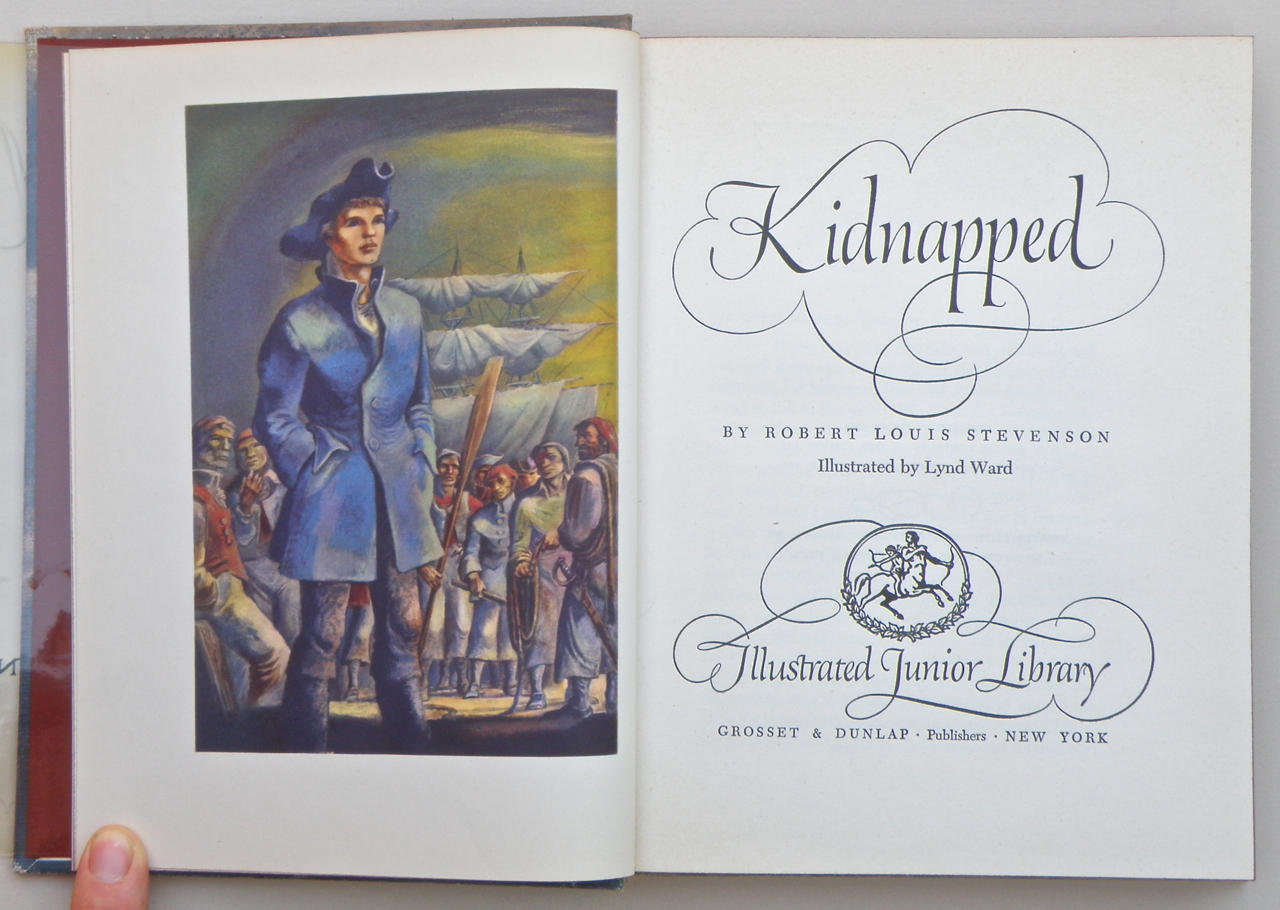 Kidnapped
BY ROBERT LOUIS STEVENSON
Illustrated by Lynd Ward
Illustrated Junior Library
GROSSET & DUNLAP · Publishers · NEW YORK